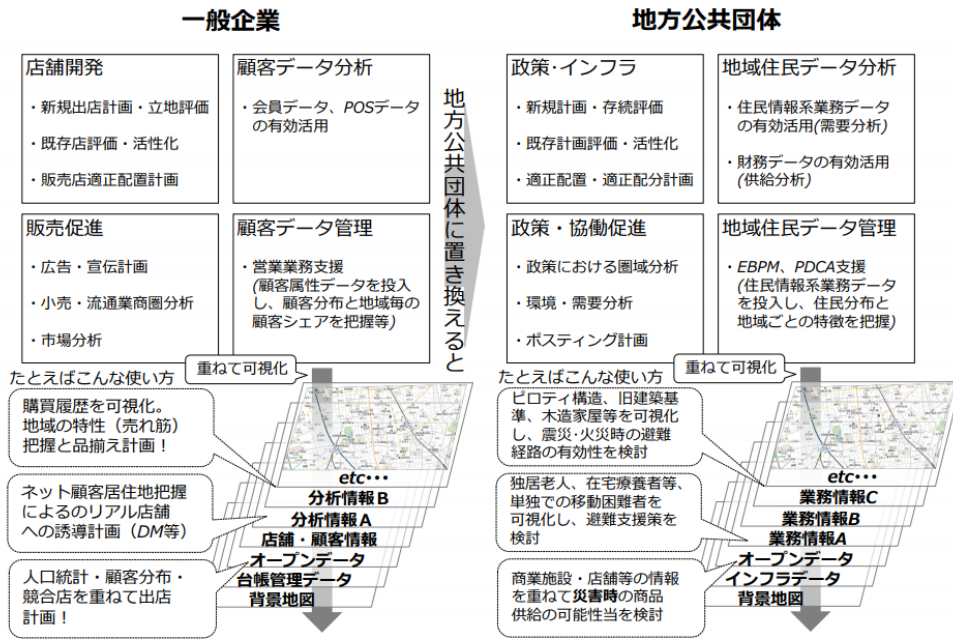 一般企業
店舗開発
・新規出店計画・立地評価
・既存店評価・活性化
・販売店適正配置計画
顧客データ分析
・会員データ、POSデータ
の有効活用
販売促進
・広告・宣伝計画
・小売・流通業商圏分析
・市場分析
顧客データ管理
・営業業務支援
(顧客属性データを投入
し、顧客分布と地域毎の
顧客シェアを把握等)
地方公共団体に置き換えると
地方公共団体
政策・インフラ
・新規計画・存続評価
・既存計画評価・活性化
・適正配置・適正配分計画
地域住民データ分析
・住民情報系業務データ
の有効活用(需要分析)
・財務データの有効活用
(供給分析)
政策・協働促進
・政策における圏域分析
・環境・需要分析
・ポスティング計画
地域住民データ管理
・EBPM、PDCA支援
(住民情報系業務データ
を投入し、住民分布と
地域ごとの特徴を把握)
重ねて可視化
たとえばこんな使い方
購買履歴を可視化。
地域の特性（売れ筋）
把握と品揃え計画！
ネット顧客居住地把握
によるのリアル店舗
への誘導計画（DM等）
人口統計・顧客分布・
競合店を重ねて出店
計画！
etc・・・
分析情報B
分析情報A
店舗・顧客情報
オープンデータ
台帳管理データ
背景地図
重ねて可視化
たとえばこんな使い方
ピロティ構造、旧建築基
準、木造家屋等を可視化
し、震災・火災時の避難
経路の有効性を検討
独居老人、在宅療養者等、
単独での移動困難者を
可視化し、避難支援策を
検討
商業施設・店舗等の情報
を重ねて災害時の商品
供給の可能性当を検討
etc・・・
業務情報C
業務情報B
業務情報A
オープンデータ
インフラデータ
背景地図